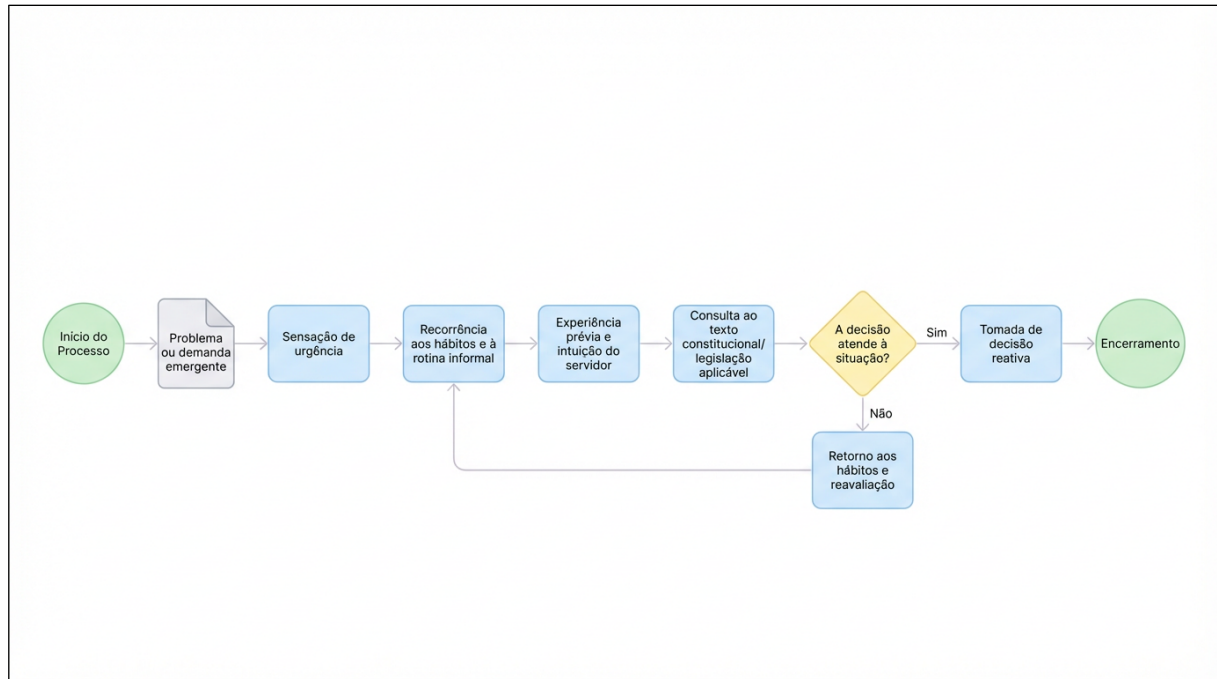 Início do
Processo
Problema
ou demanda
emergente
Sensação de
urgência
Recorrência
aos hábitos e à
rotina informal
Experiência
prévia e
intuição do
servidor
Consulta ao
texto
constitucional/
legislação
aplicável
A decisão
atende à
situação?
Sim
Tomada de
decisão
reativa
Encerramento
Não
Retorno aos
hábitos e
reavaliação